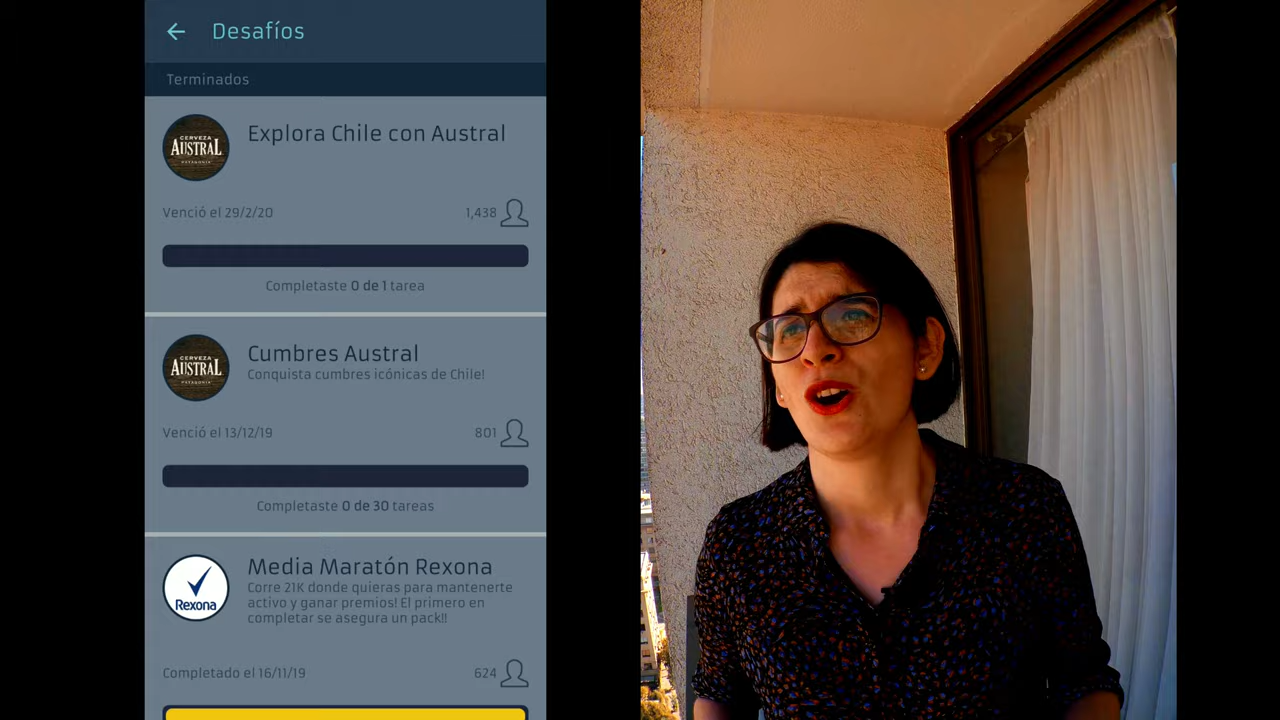 Desafíos
Terminados
CERVEZA
AUSTRAL
PATAGONIA
Explora Chile con Austral
Venció el 29/2/20
1,438
Completaste 0 de 1 tarea
CERVEZA
AUSTRAL
PATAGONIA
Cumbres Austral
Conquista cumbres icónicas de Chile!
Venció el 13/12/19
801
Completaste 0 de 30 tareas
Rexona
Media Maratón Rexona
Corre 21K donde quieras para mantenerte
activo y ganar premios! El primero en
completar se asegura un pack!!
Completado el 16/11/19
624